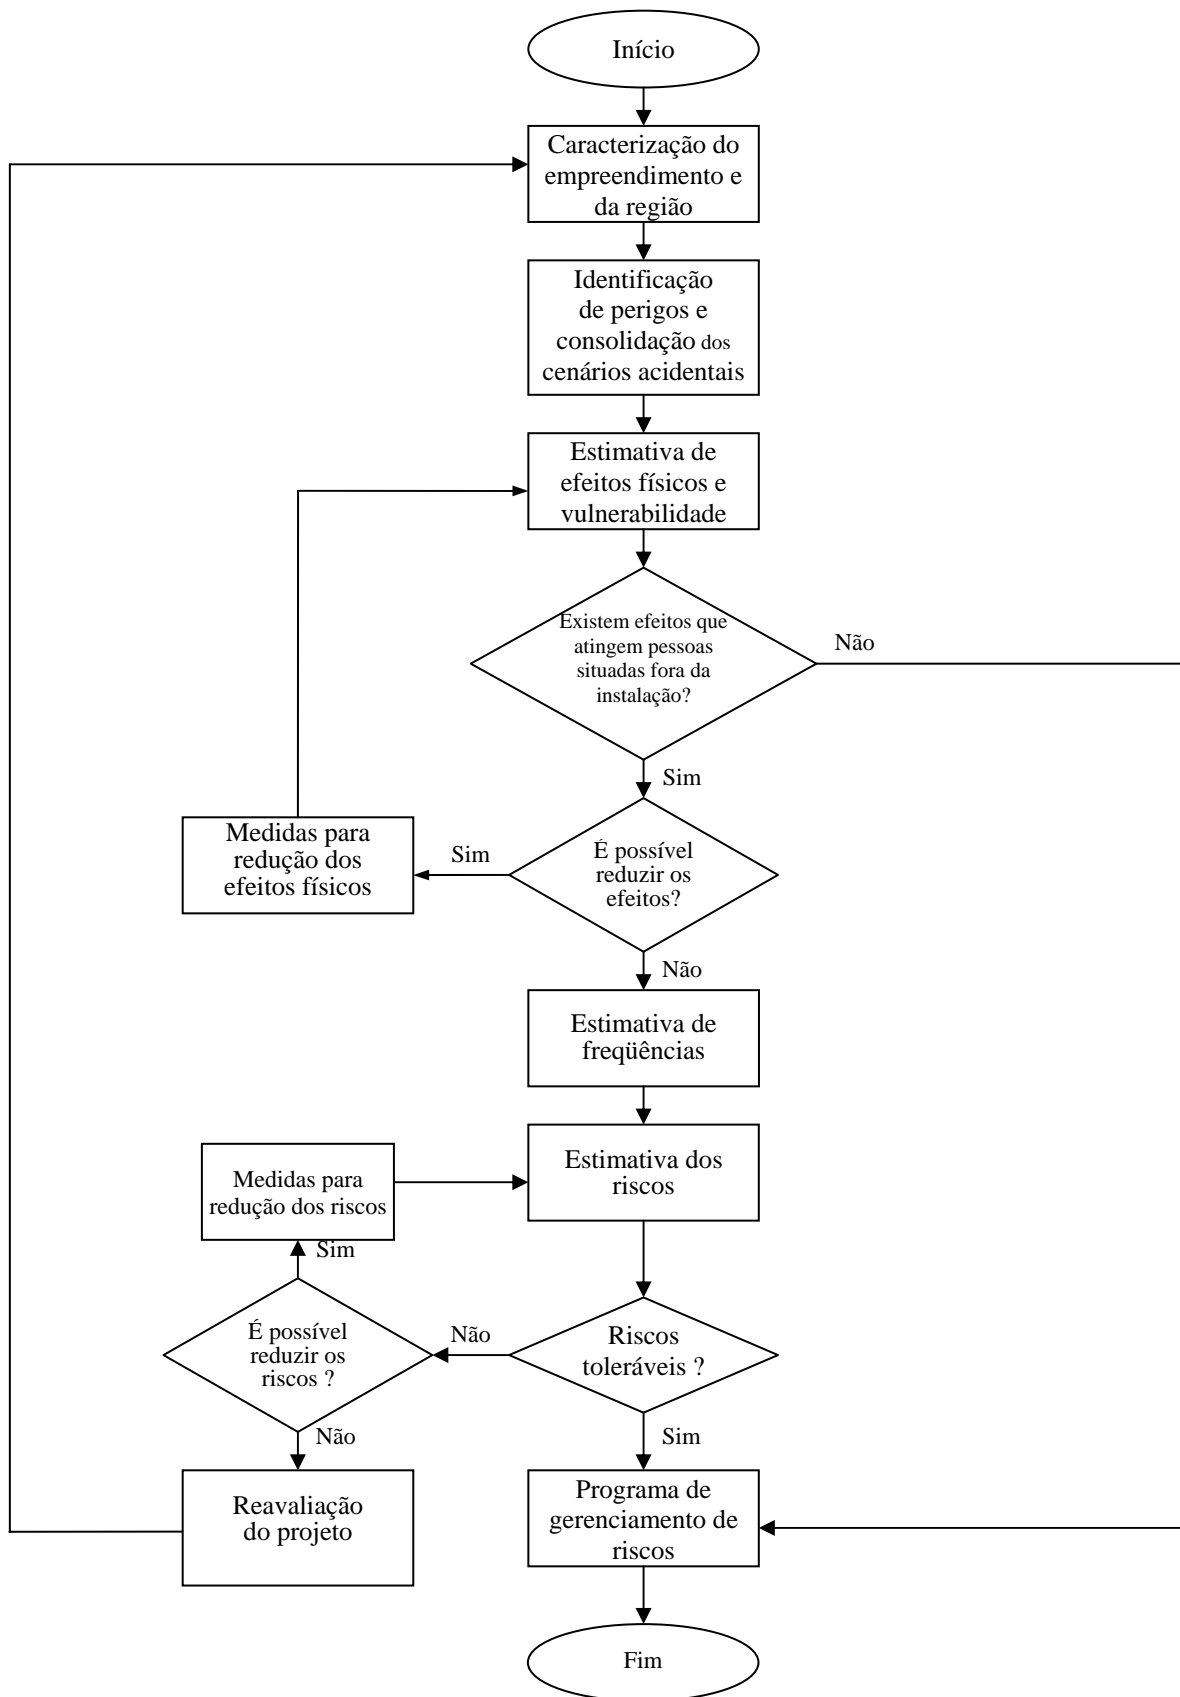 Início
Caracterização do
empreendimento e
da região
Identificação
de perigos e
consolidação dos
cenários acidentais
Estimativa de
efeitos físicos e
vulnerabilidade
Existem efeitos que
atingem pessoas
situadas fora da
instalação?
Não
Sim
É possível
reduzir os
efeitos?
Sim
Medidas para
redução dos
efeitos físicos
Não
Estimativa de
freqüências
Estimativa dos
riscos
Medidas para
redução dos riscos
Sim
É possível
reduzir os
riscos ?
Não
Riscos
toleráveis ?
Não
Sim
Reavaliação
do projeto
Programa de
gerenciamento de
riscos
Fim